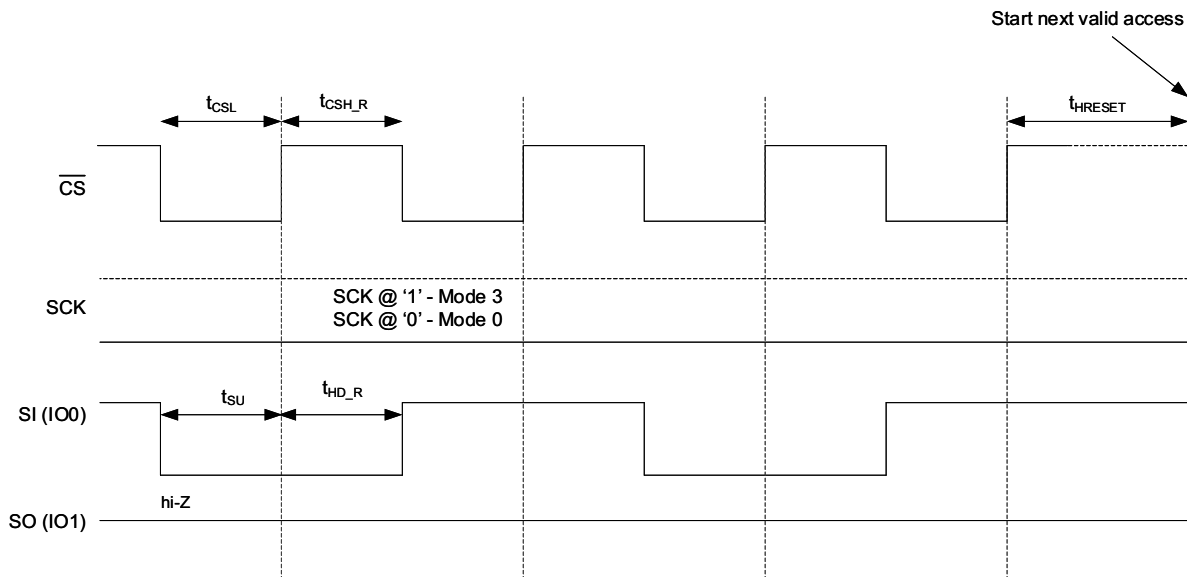 Start next valid access
tCSL
tCSH_R
tHRESET
CS
SCK
SCK @ ‘1’ - Mode 3
SCK @ ‘0’ - Mode 0
SI (IO0)
tSU
tHD_R
hi-Z
SO (IO1)